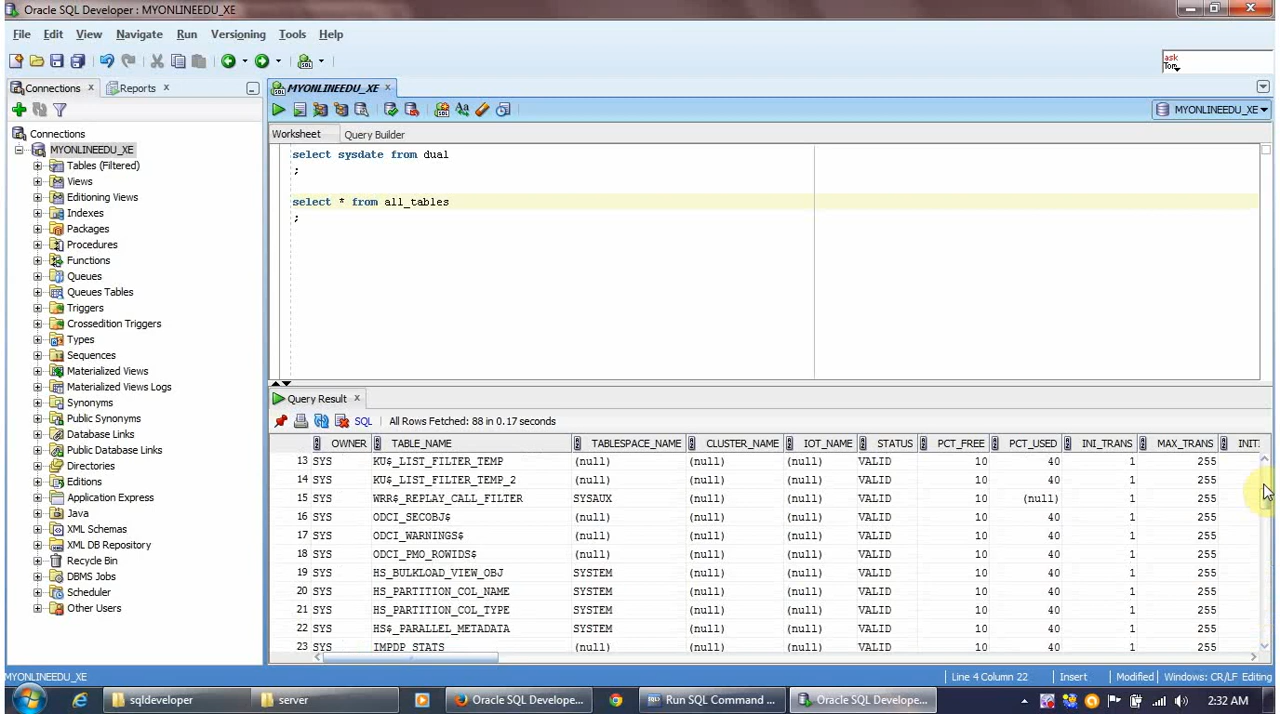 Oracle SQL Developer : MYONLINEEDU_XE
File Edit View Navigate Run Versioning Tools Help
ask
Tom
Connections Reports
MYONLINEEDU_XE
MYONLINEEDU_XE
Worksheet Query Builder
select sysdate from dual
;
select * from all_tables
;
Connections
MYONLINEEDU_XE
Tables (Filtered)
Views
Editioning Views
Indexes
Packages
Procedures
Functions
Queues
Queues Tables
Triggers
Crossedition Triggers
Types
Sequences
Materialized Views
Materialized Views Logs
Synonyms
Public Synonyms
Database Links
Public Database Links
Directories
Editions
Application Express
Java
XML Schemas
XML DB Repository
Recycle Bin
DBMS Jobs
Scheduler
Other Users
Query Result
SQL All Rows Fetched: 88 in 0.17 seconds
OWNER TABLE_NAME TABLESPACE_NAME CLUSTER_NAME IOT_NAME STATUS PCT_FREE PCT_USED INI_TRANS MAX_TRANS INIT
13 SYS KU$_LIST_FILTER_TEMP (null) (null) (null) VALID 10 40 1 255
14 SYS KU$_LIST_FILTER_TEMP_2 (null) (null) (null) VALID 10 40 1 255
15 SYS WRR$_REPLAY_CALL_FILTER SYSAUX (null) (null) VALID 10 (null) 1 255
16 SYS ODCI_SECOBJ$ (null) (null) (null) VALID 10 40 1 255
17 SYS ODCI_WARNINGS$ (null) (null) (null) VALID 10 40 1 255
18 SYS ODCI_PMO_ROWIDS$ (null) (null) (null) VALID 10 40 1 255
19 SYS HS_BULKLOAD_VIEW_OBJ SYSTEM (null) (null) VALID 10 40 1 255
20 SYS HS_PARTITION_COL_NAME SYSTEM (null) (null) VALID 10 40 1 255
21 SYS HS_PARTITION_COL_TYPE SYSTEM (null) (null) VALID 10 40 1 255
22 SYS HS$_PARALLEL_METADATA SYSTEM (null) (null) VALID 10 40 1 255
23 SYS IMPDP_STATS (null) (null) (null) VALID 10 40 1 255
MYONLINEEDU_XE Line 4 Column 22 Insert Modified Windows: CR/LF Editing
sqldeveloper server Oracle SQL Develope... Run SQL Command ... Oracle SQL Develope... 2:32 AM